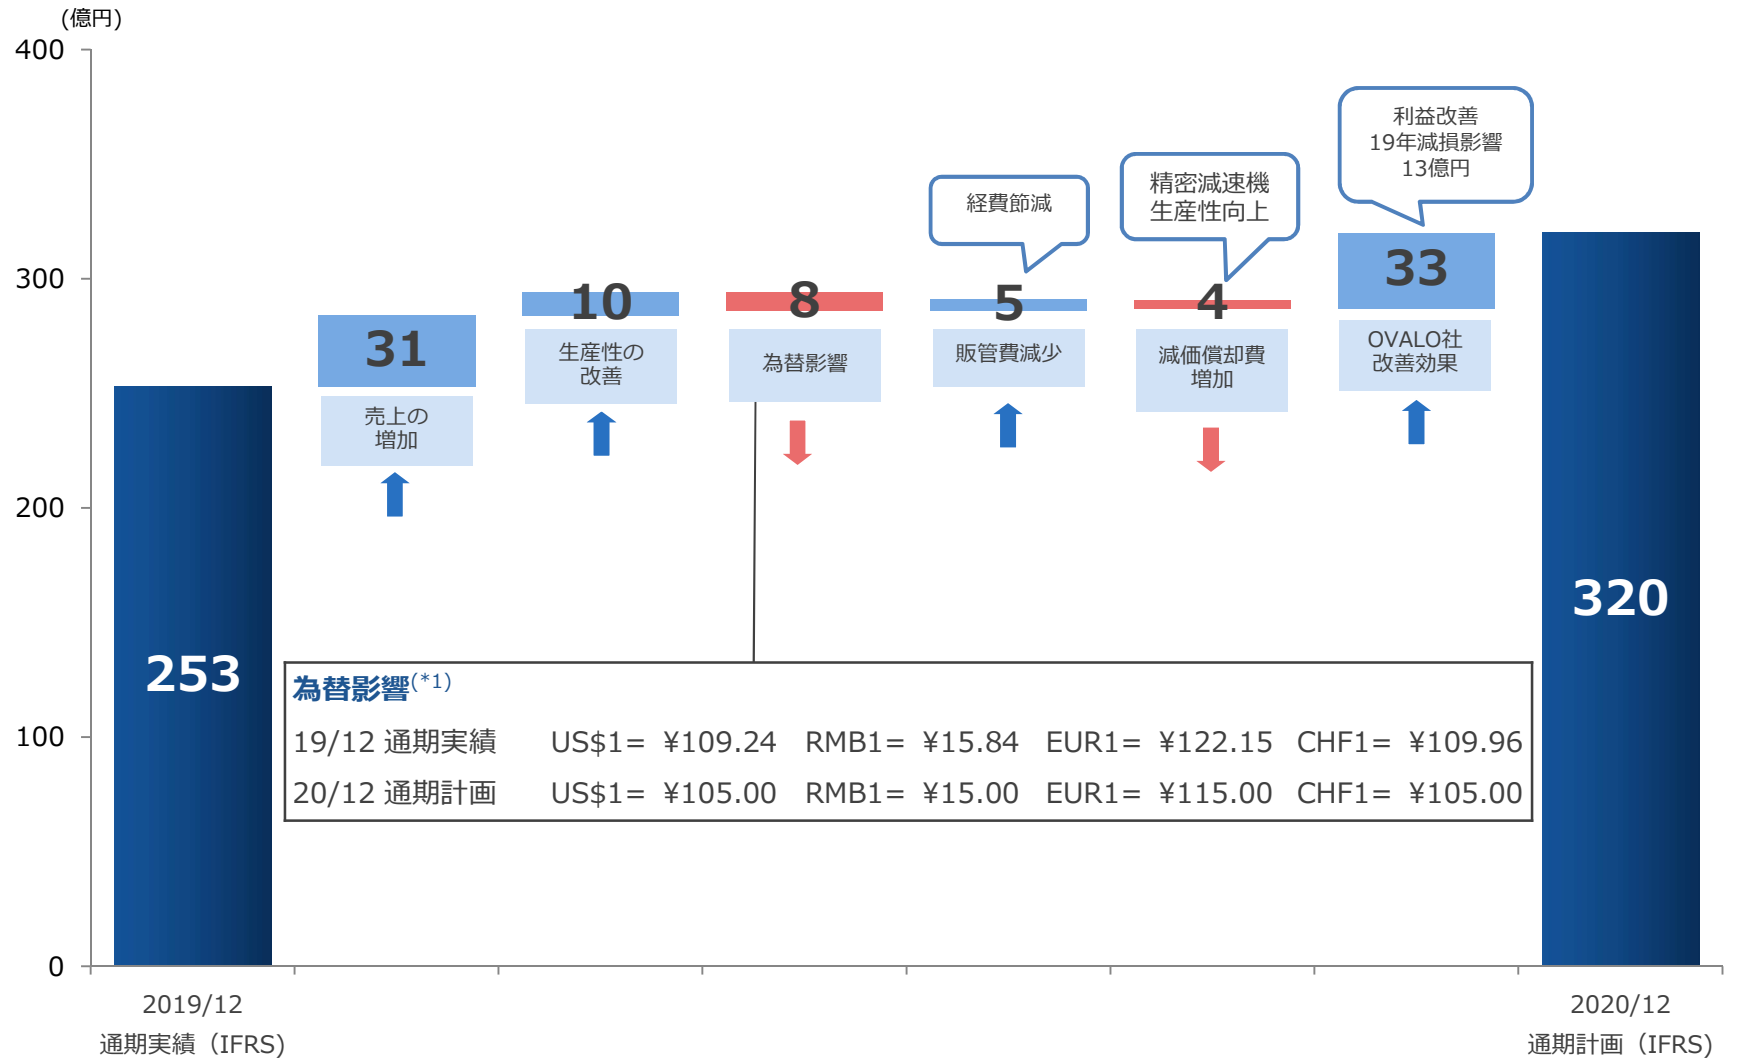 (億円)
400
300
200
100
0
利益改善
19年減損影響
13億円
精密減速機
生産性向上
経費節減
31
10
8
5
4
33
売上の
増加
生産性の
改善
為替影響
販管費減少
減価償却費
増加
OVALO社
改善効果
253
320
為替影響(*1)
19/12 通期実績 US$1= ¥109.24 RMB1= ¥15.84 EUR1= ¥122.15 CHF1= ¥109.96
20/12 通期計画 US$1= ¥105.00 RMB1= ¥15.00 EUR1= ¥115.00 CHF1= ¥105.00
2019/12
通期実績（IFRS)
2020/12
通期計画（IFRS)